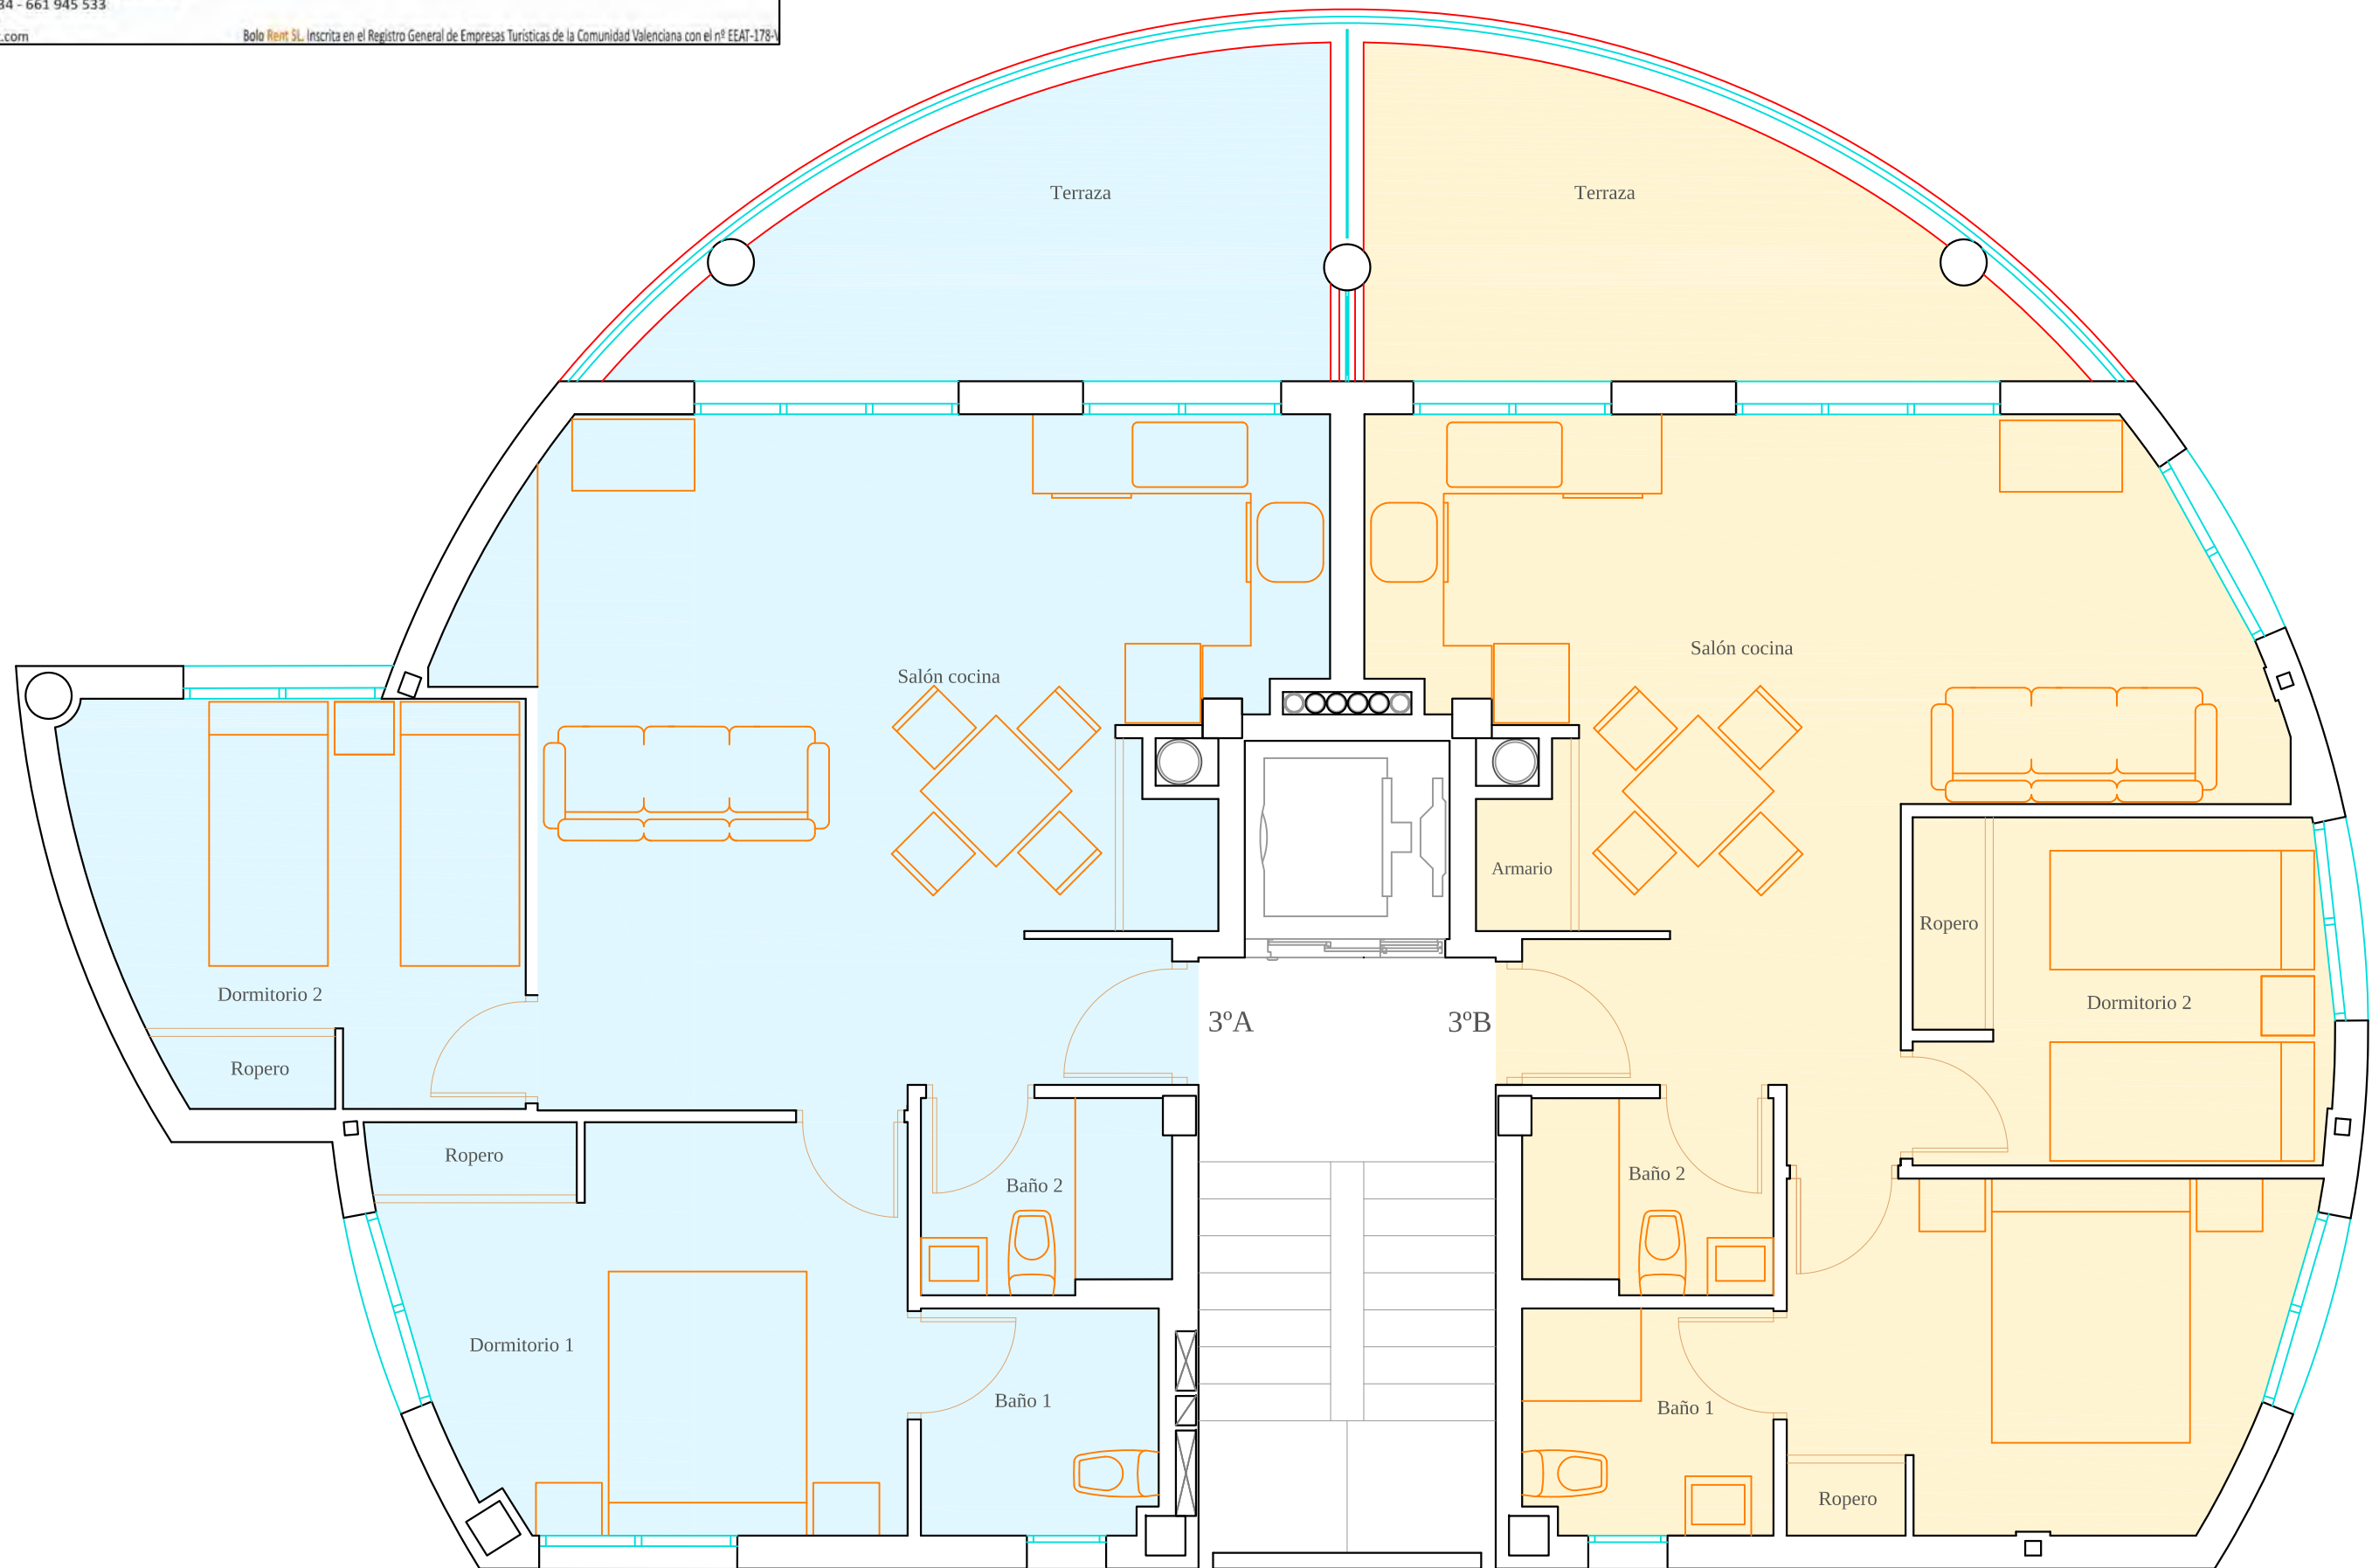 34 - 661 945 533
t.com
Bolo Rent SL. Inscrita en el Registro General de Empresas Turísticas de la Comunidad Valenciana con el nº EEAT-178-V
Terraza
Terraza
Salón cocina
Salón cocina
Armario
Ropero
Dormitorio 2
Dormitorio 2
3ºA
3ºB
Ropero
Ropero
Baño 2
Baño 2
Dormitorio 1
Baño 1
Baño 1
Ropero